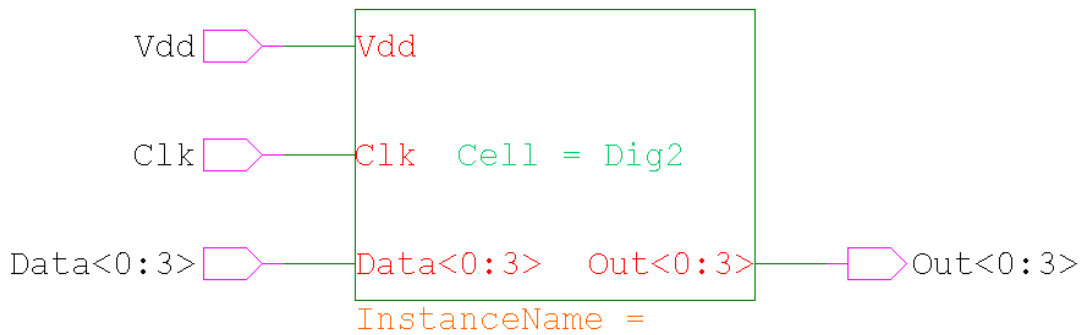 Vdd Vdd
Clk Clk Cell = Dig2
Data<0:3> Data<0:3> Out<0:3> Out<0:3>
InstanceName =